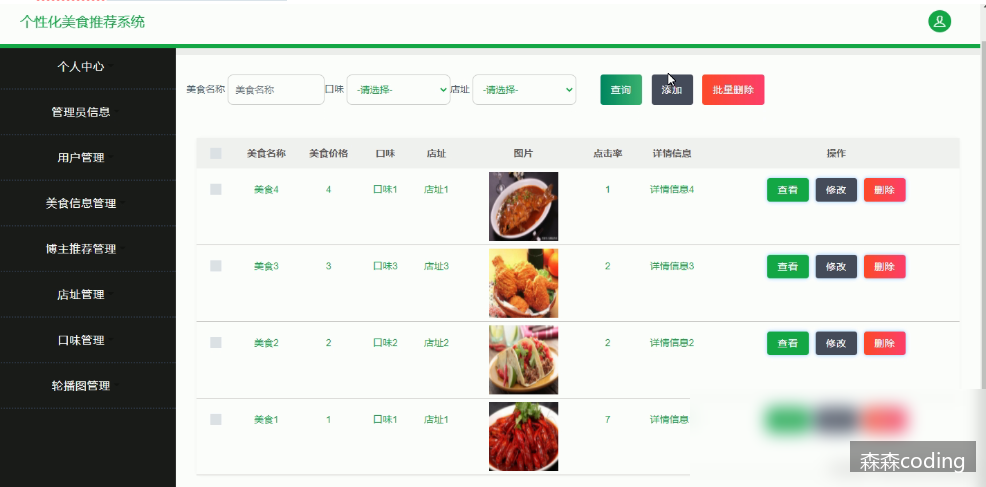 个性化美食推荐系统
个人中心
管理员信息
用户管理
美食信息管理
博主推荐管理
店址管理
口味管理
轮播图管理
美食名称 美食名称 口味 -请选择- 店址 -请选择- 查询 添加 批量删除
美食名称 美食价格 口味 店址 图片 点击率 详情信息 操作
美食4 4 口味1 店址1 1 详情信息4 查看 修改 删除
美食3 3 口味3 店址3 2 详情信息3 查看 修改 删除
美食2 2 口味2 店址2 2 详情信息2 查看 修改 删除
美食1 1 口味1 店址1 7 详情信息
森森coding